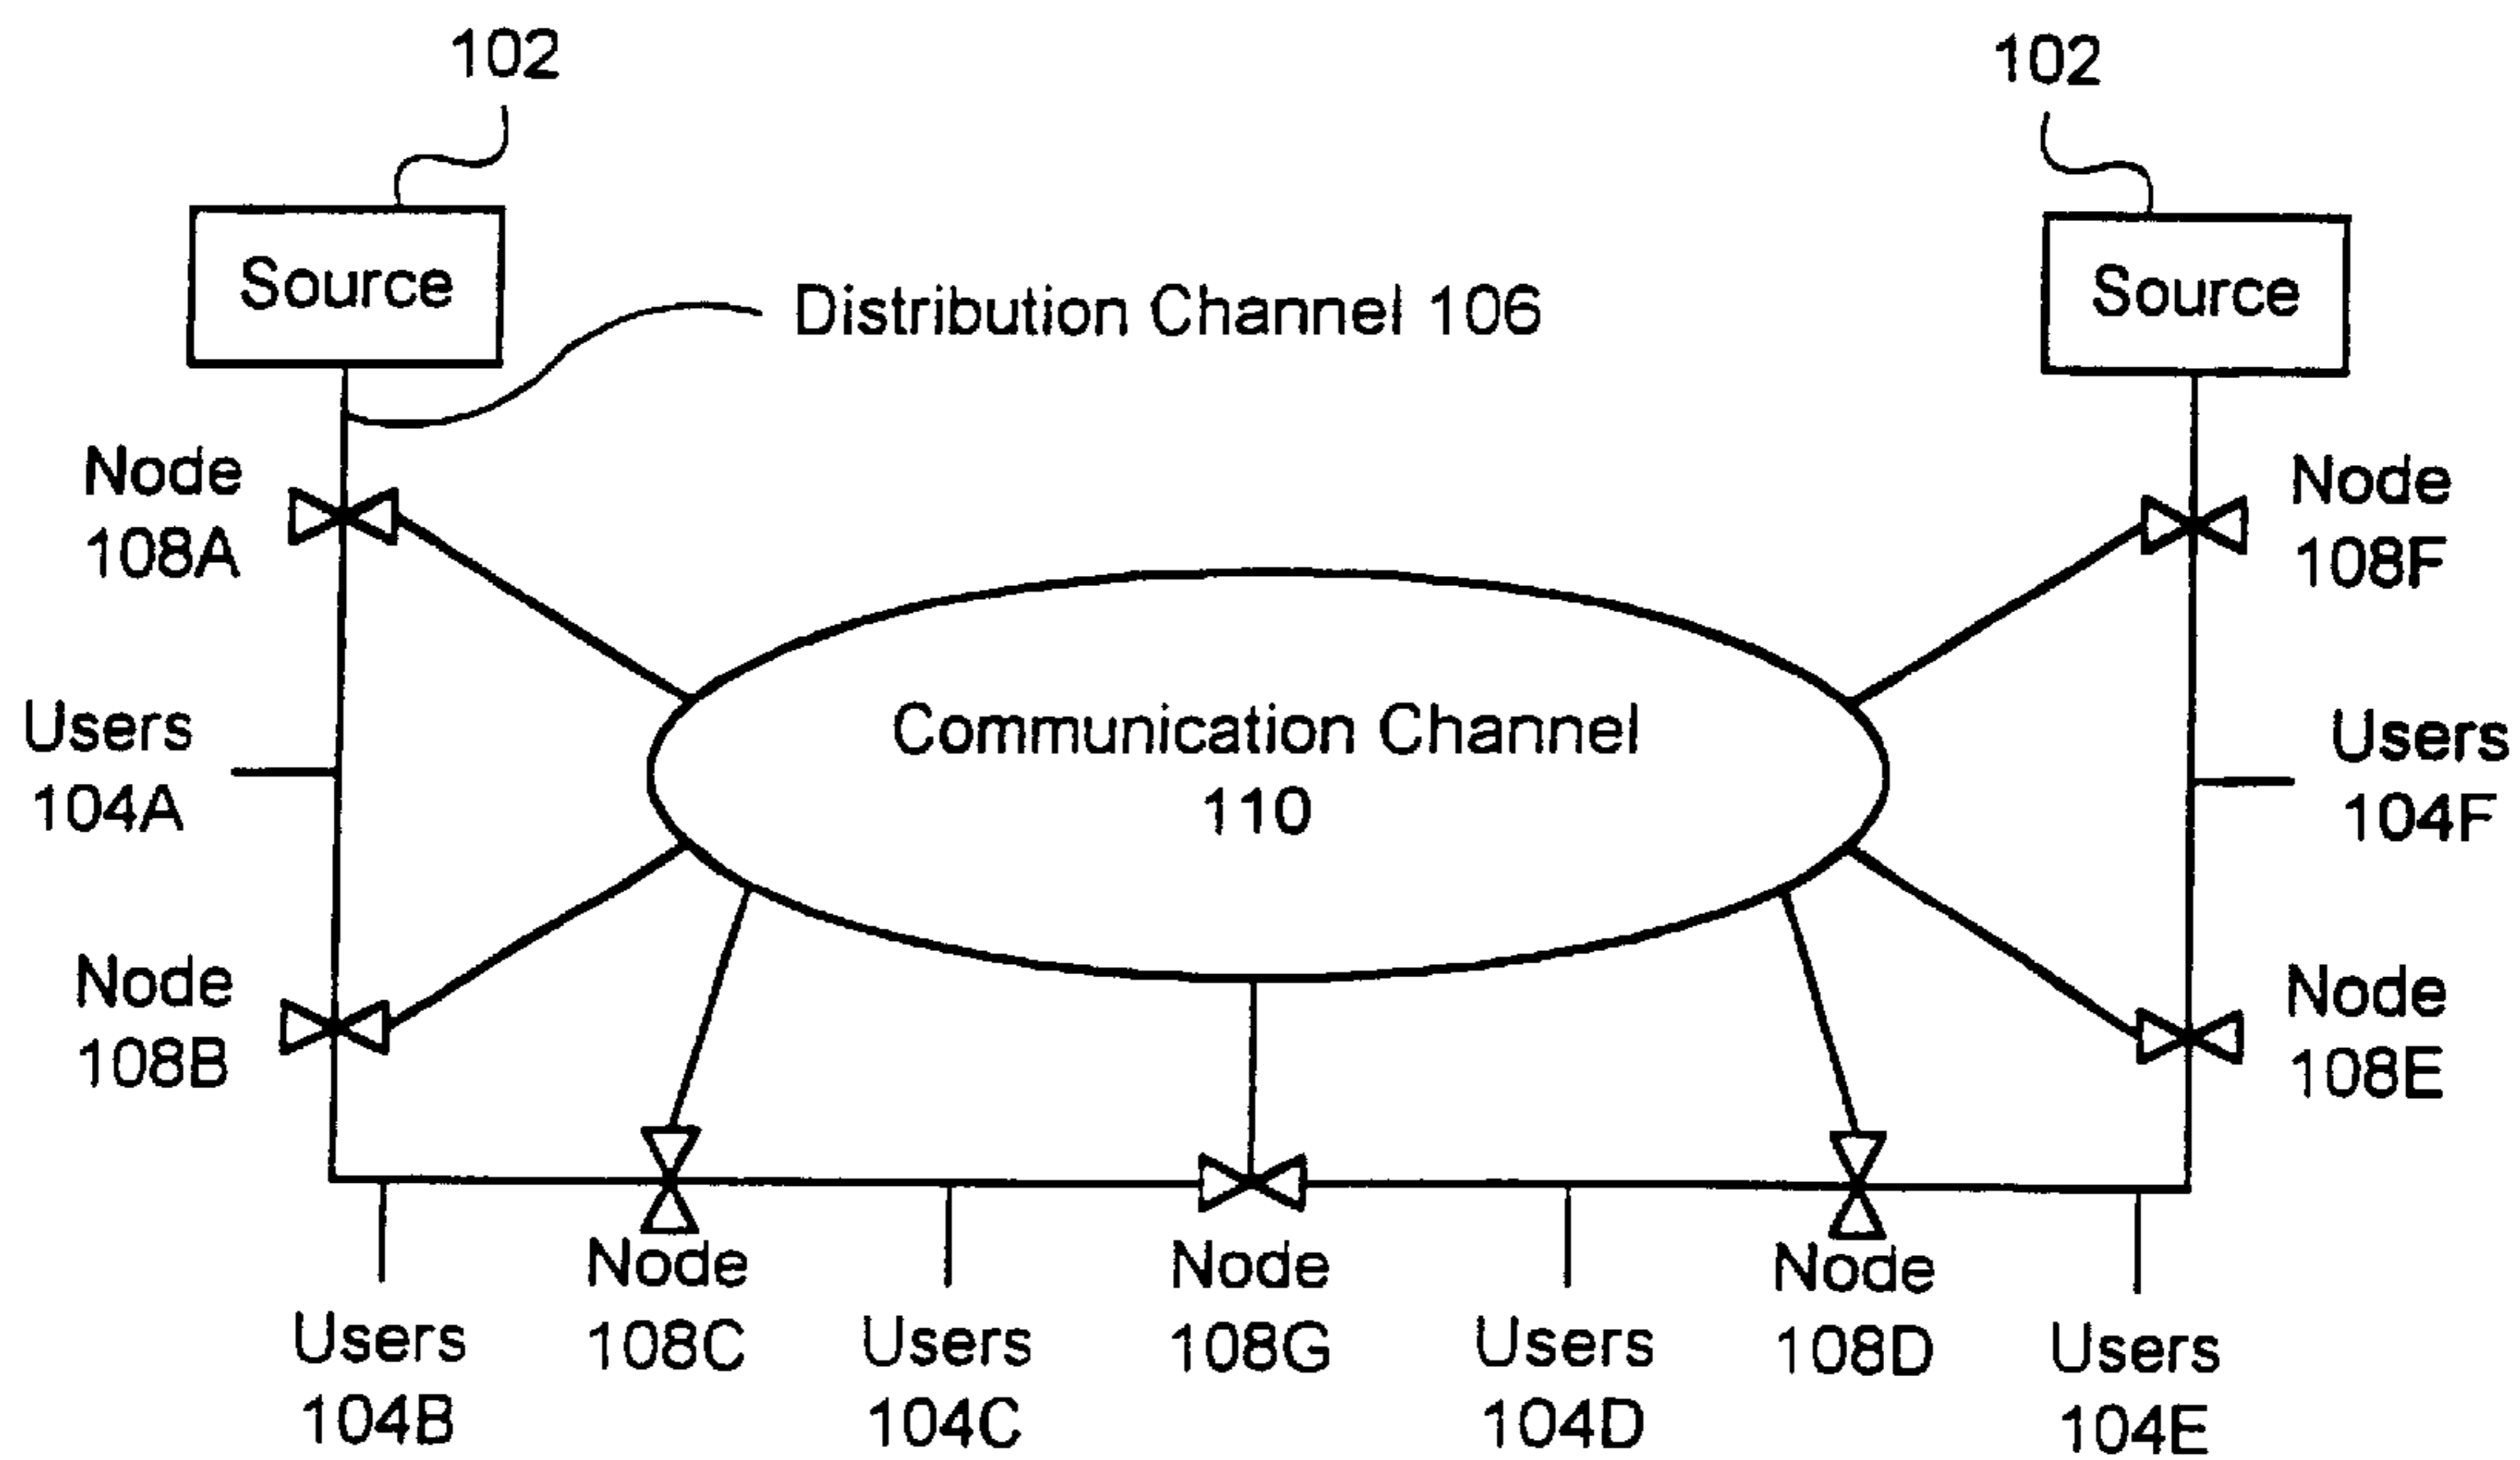 102
102
Source
Source
Distribution Channel 106
Node
108A
Node
108F
Users
104A
Communication Channel
110
Users
104F
Node
108B
Node
108E
Users
104B
Node
108C
Users
104C
Node
108G
Users
104D
Node
108D
Users
104E